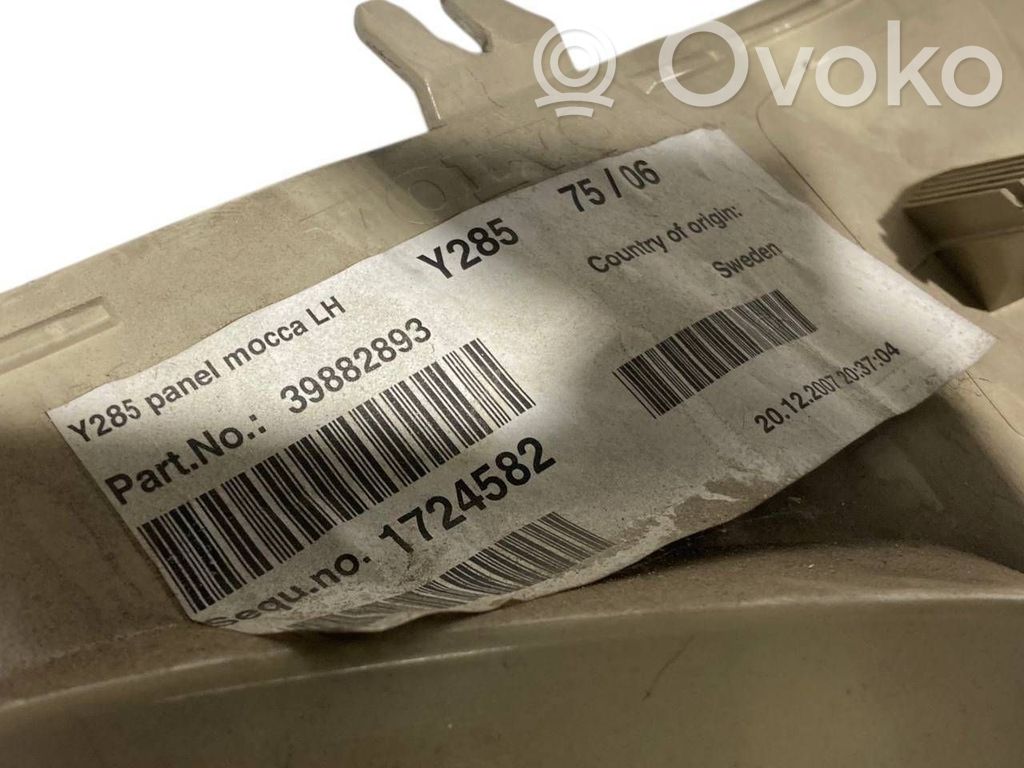 © Ovoko
Y285 75 / 06
Y285 panel mocca LH
Part.No.: 39882893
Country of origin:
Sweden
Sequ.no. 1724582
20.12.2007 20:37:04